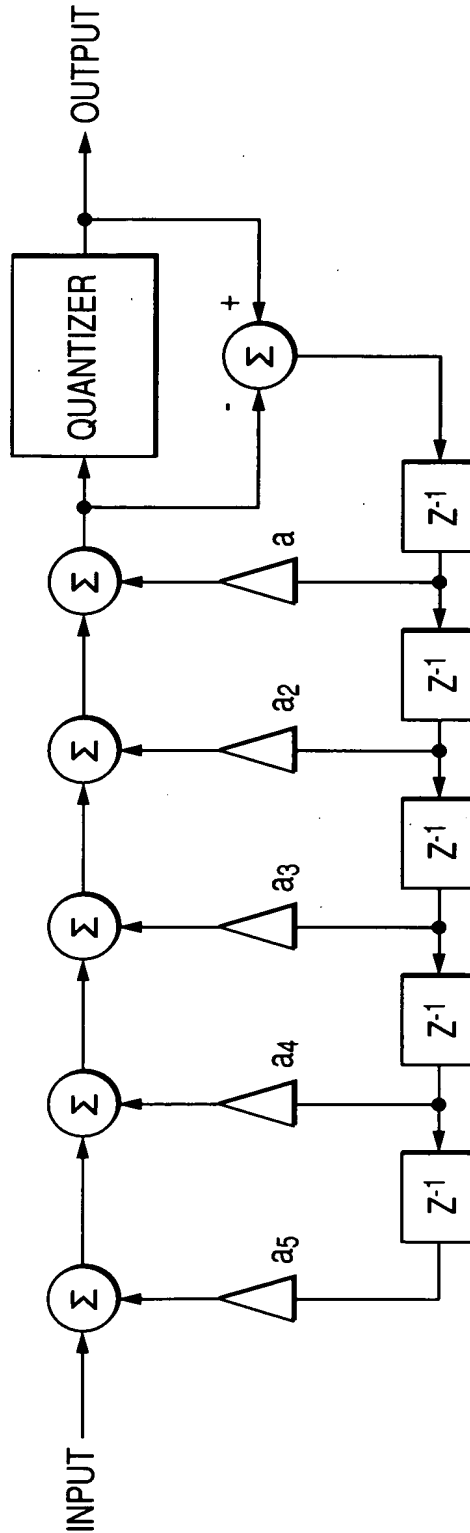 INPUT
Σ
Σ
Σ
Σ
Σ
QUANTIZER
OUTPUT
a5
a4
a3
a2
a
-
+
Σ
Z-1
Z-1
Z-1
Z-1
Z-1